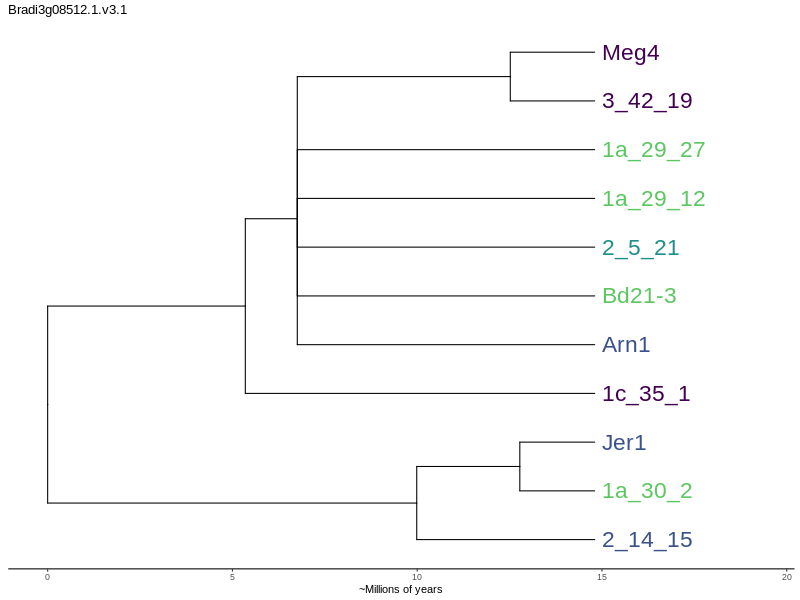 Bradi3g08512.1.v3.1
Meg4
3_42_19
1a_29_27
1a_29_12
2_5_21
Bd21-3
Arn1
1c_35_1
Jer1
1a_30_2
2_14_15
0 5 10 15 20
~Millions of years